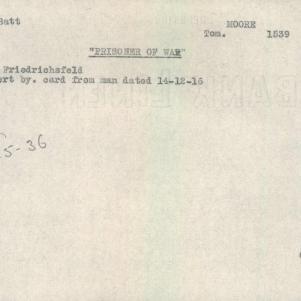 Batt MOORE
Tom. 1539
"PRISONER OF WAR"
Friedrichsfeld
ort by. card from man dated 14-12-16
5-36